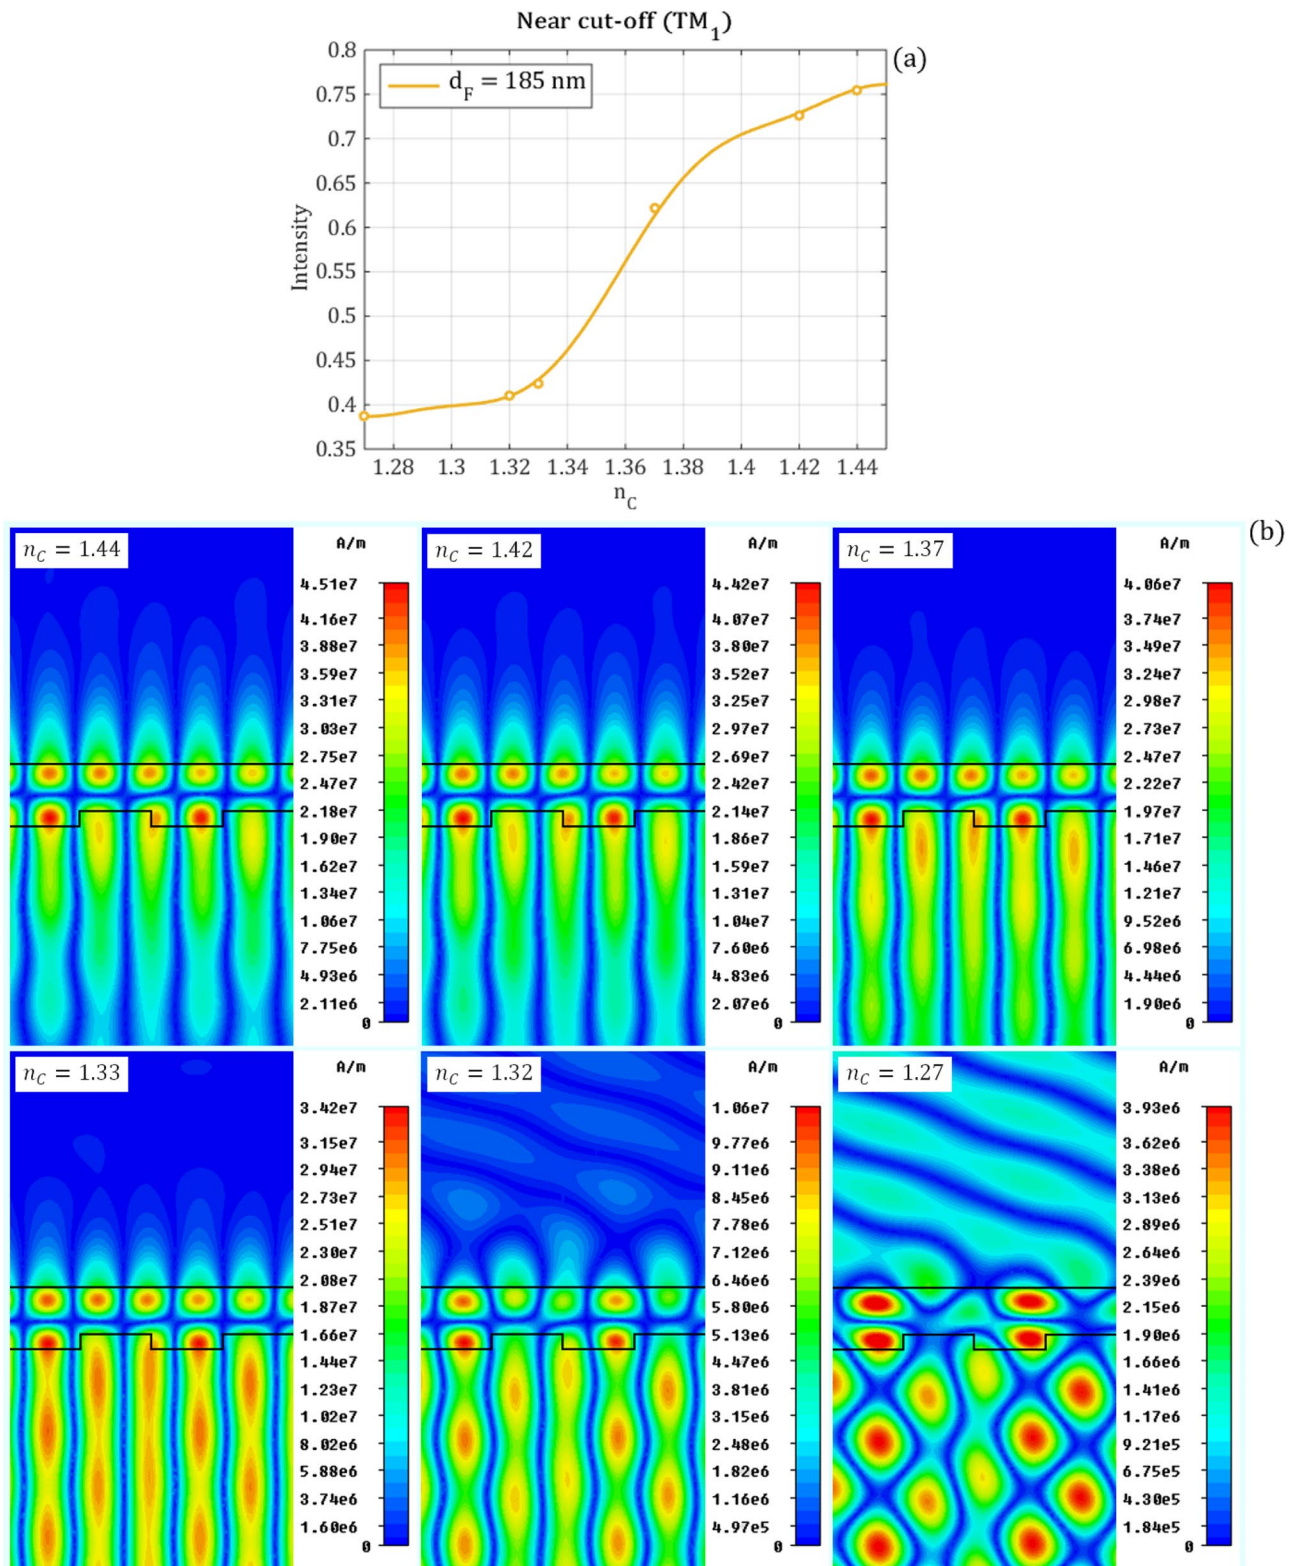 Near cut-off (TM1)
(a)
d_F = 185 nm
0.8
0.75
0.7
0.65
0.6
0.55
0.5
0.45
0.4
0.35
Intensity
1.28 1.3 1.32 1.34 1.36 1.38 1.4 1.42 1.44
n_C
(b)
n_C = 1.44
A/m
4.51e7
4.16e7
3.88e7
3.59e7
3.31e7
3.03e7
2.75e7
2.47e7
2.18e7
1.90e7
1.62e7
1.34e7
1.06e7
7.75e6
4.93e6
2.11e6
0
n_C = 1.42
A/m
4.42e7
4.07e7
3.80e7
3.52e7
3.25e7
2.97e7
2.69e7
2.42e7
2.14e7
1.86e7
1.59e7
1.31e7
1.04e7
7.60e6
4.83e6
2.07e6
0
n_C = 1.37
A/m
4.06e7
3.74e7
3.49e7
3.24e7
2.98e7
2.73e7
2.47e7
2.22e7
1.97e7
1.71e7
1.46e7
1.21e7
9.52e6
6.98e6
4.44e6
1.90e6
0
n_C = 1.33
A/m
3.42e7
3.15e7
2.94e7
2.73e7
2.51e7
2.30e7
2.08e7
1.87e7
1.66e7
1.44e7
1.23e7
1.02e7
8.02e6
5.88e6
3.74e6
1.60e6
0
n_C = 1.32
A/m
1.06e7
9.77e6
9.11e6
8.45e6
7.78e6
7.12e6
6.46e6
5.80e6
5.13e6
4.47e6
3.81e6
3.15e6
2.48e6
1.82e6
1.16e6
4.97e5
0
n_C = 1.27
A/m
3.93e6
3.62e6
3.38e6
3.13e6
2.89e6
2.64e6
2.39e6
2.15e6
1.90e6
1.66e6
1.41e6
1.17e6
9.21e5
6.75e5
4.30e5
1.84e5
0